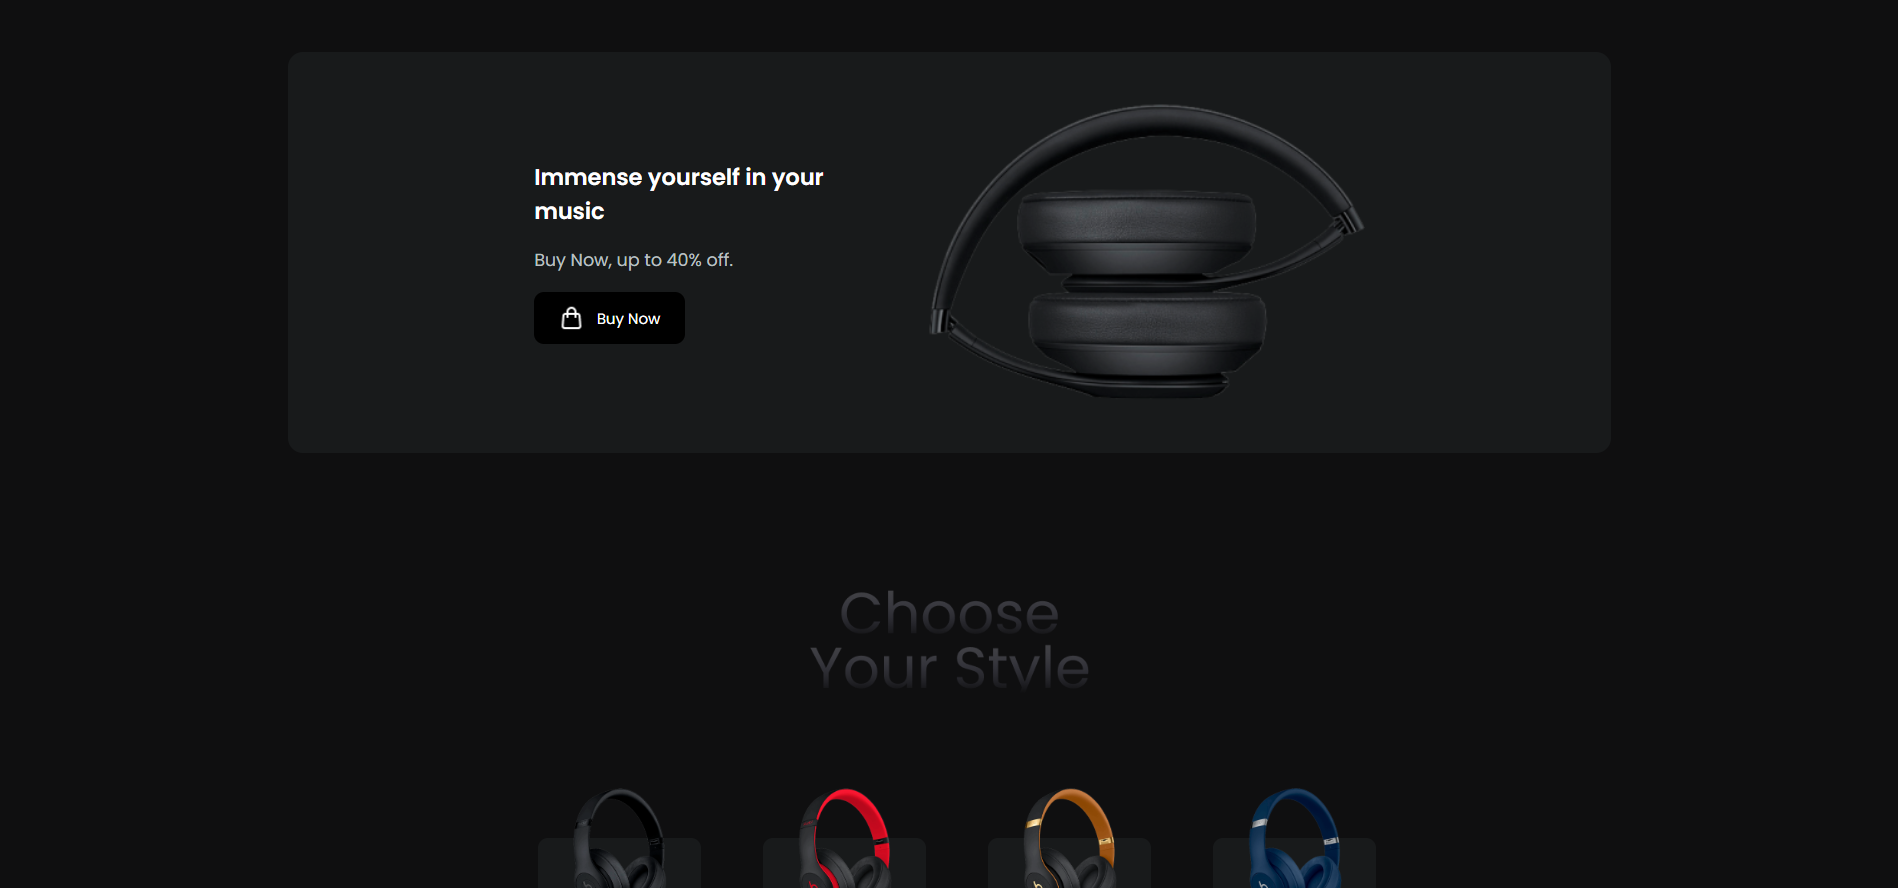 Immense yourself in your
music
Buy Now, up to 40% off.
Buy Now
Choose
Your Style